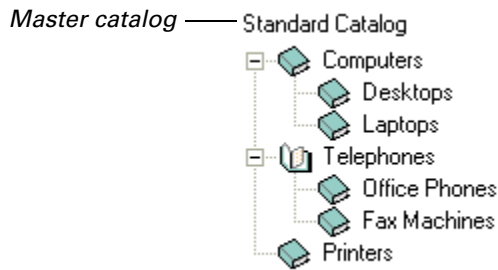 Master catalog
Standard Catalog
Computers
Desktops
Laptops
Telephones
Office Phones
Fax Machines
Printers